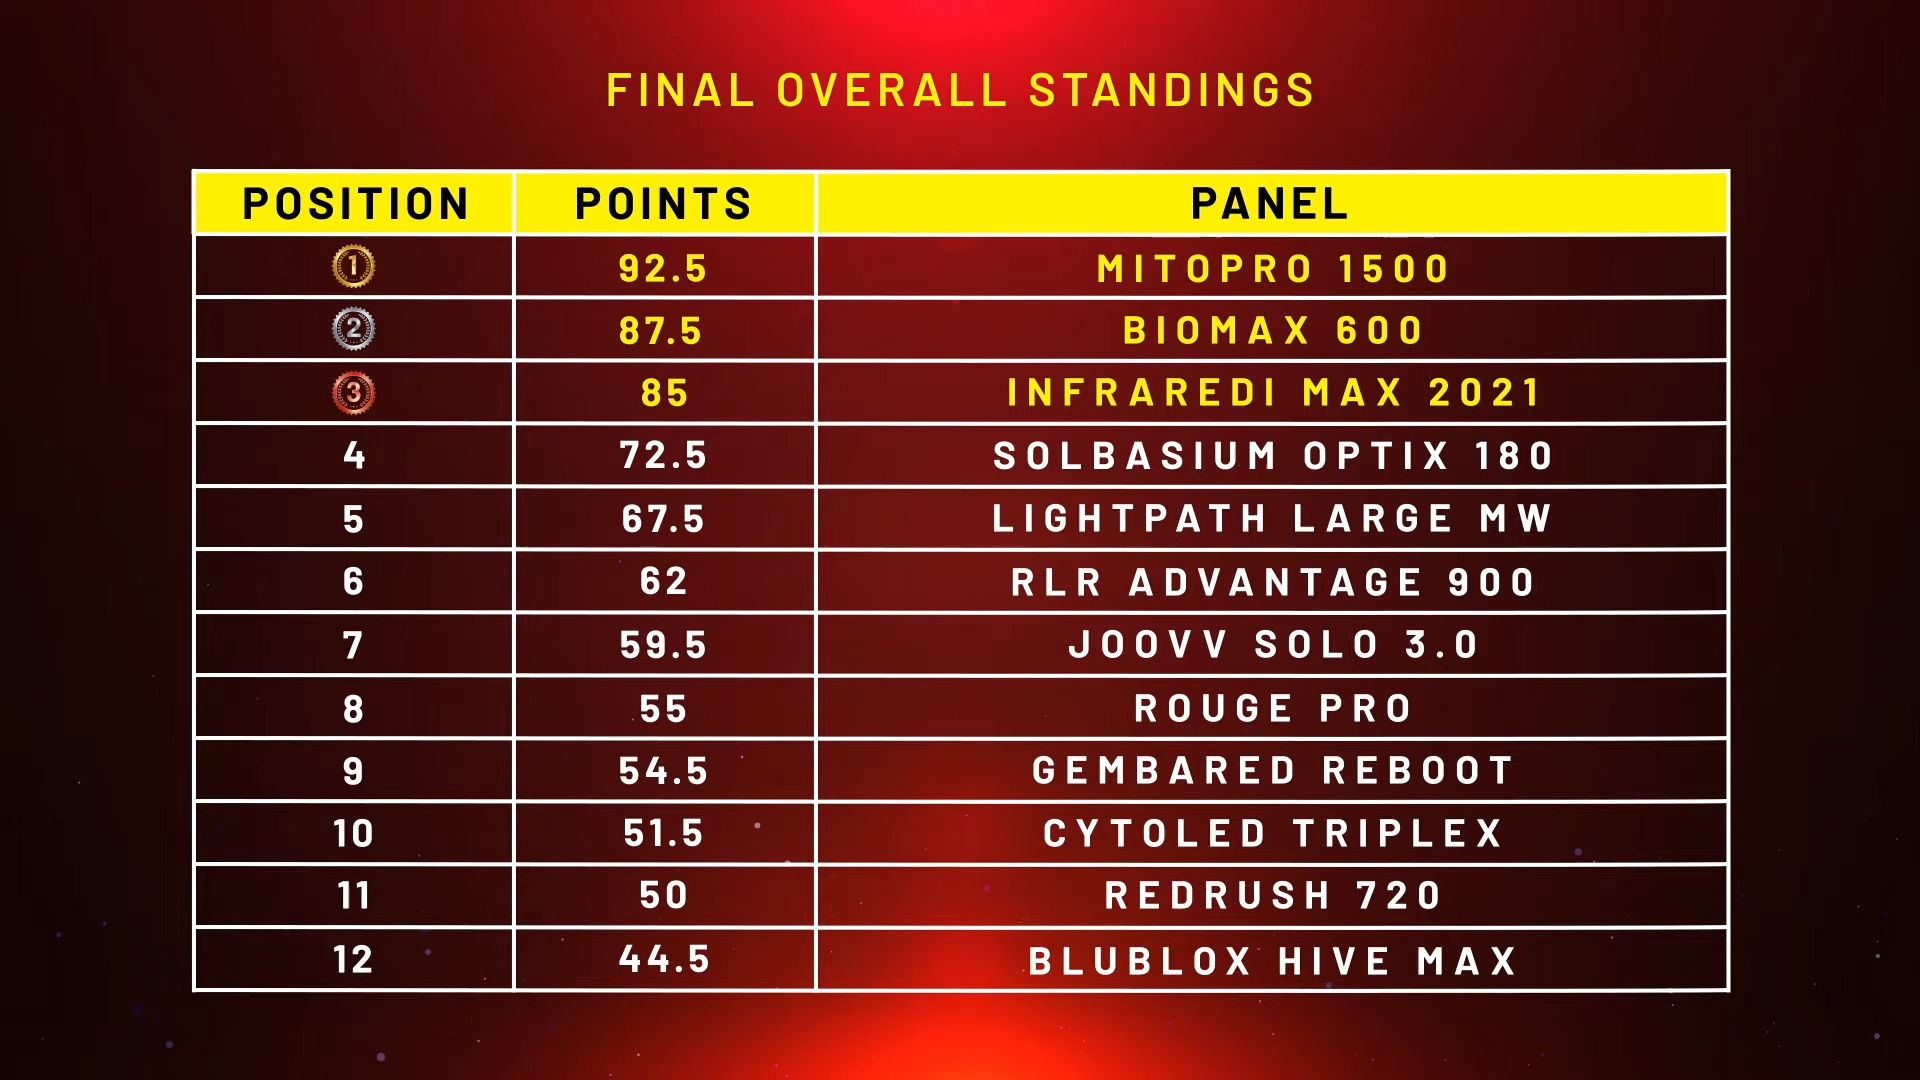 FINAL OVERALL STANDINGS
POSITION POINTS PANEL
1 92.5 MITOPRO 1500
2 87.5 BIOMAX 600
3 85 INFRAREDI MAX 2021
4 72.5 SOLBASIUM OPTIX 180
5 67.5 LIGHTPATH LARGE MW
6 62 RLR ADVANTAGE 900
7 59.5 JOOVV SOLO 3.0
8 55 ROUGE PRO
9 54.5 GEMBARED REBOOT
10 51.5 CYTOLED TRIPLEX
11 50 REDRUSH 720
12 44.5 BLUBLOX HIVE MAX